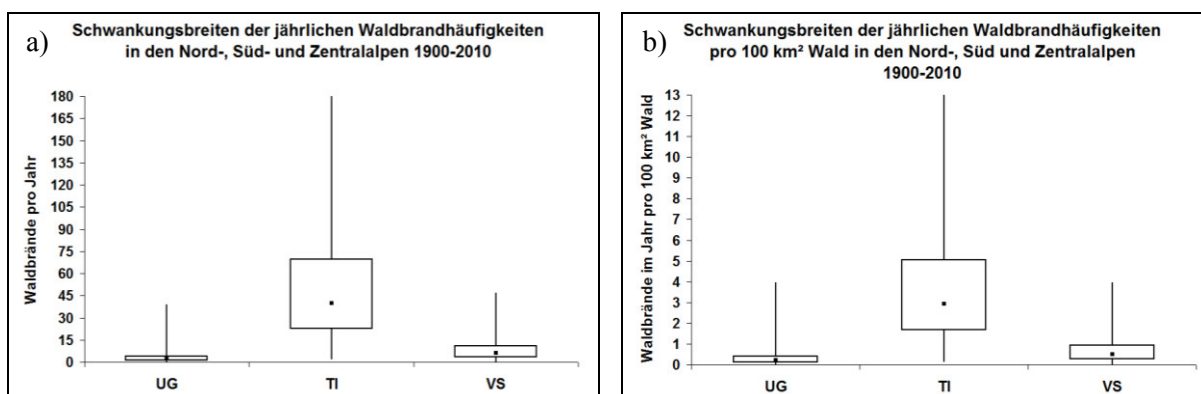 a)
Schwankungsbreiten der jährlichen Waldbrandhäufigkeiten
in den Nord-, Süd- und Zentralalpen 1900-2010
Waldbrände pro Jahr
180
165
150
135
120
105
90
75
60
45
30
15
0
UG TI VS
b)
Schwankungsbreiten der jährlichen Waldbrandhäufigkeiten
pro 100 km² Wald in den Nord-, Süd und Zentralalpen
1900-2010
Waldbrände im Jahr pro 100 km² Wald
13
12
11
10
9
8
7
6
5
4
3
2
1
0
UG TI VS